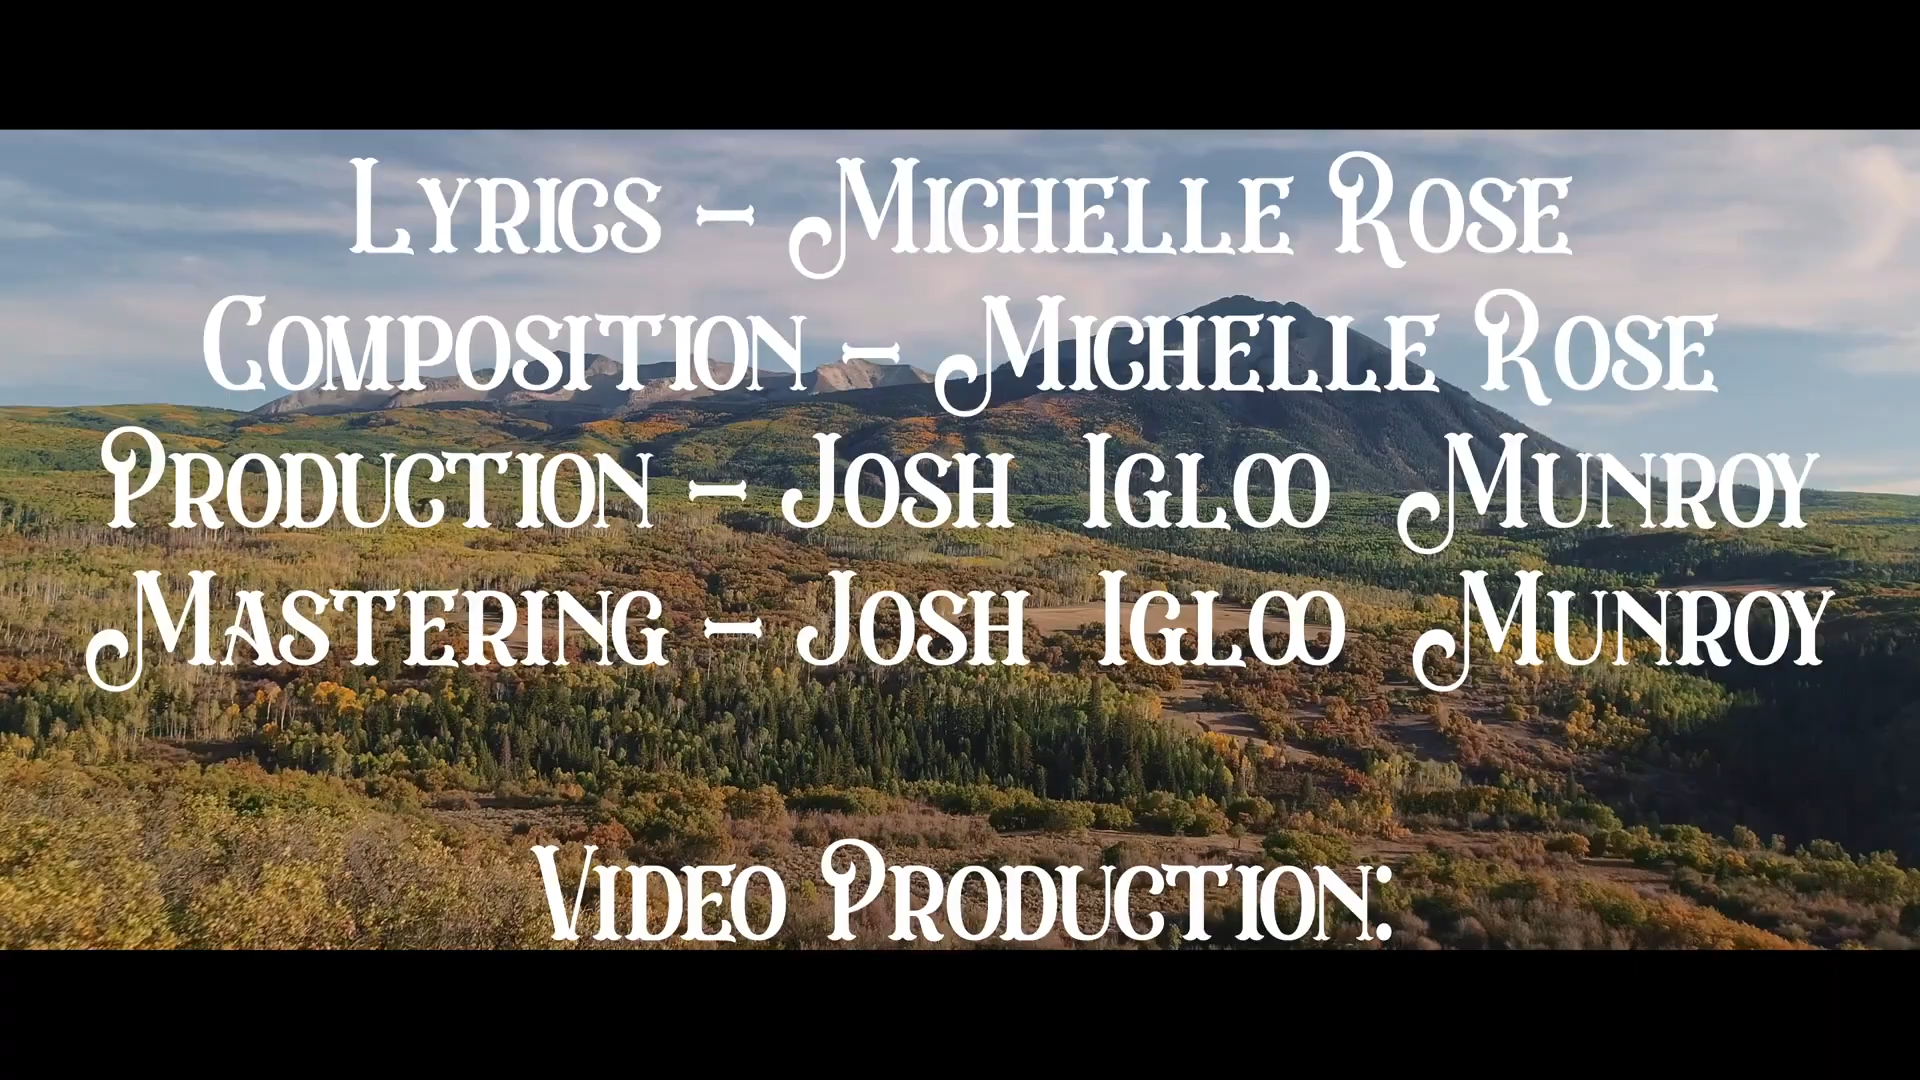 Lyrics - Michelle Rose
Composition - Michelle Rose
Production - Josh Igloo Munroy
Mastering - Josh Igloo Munroy
Video Production: